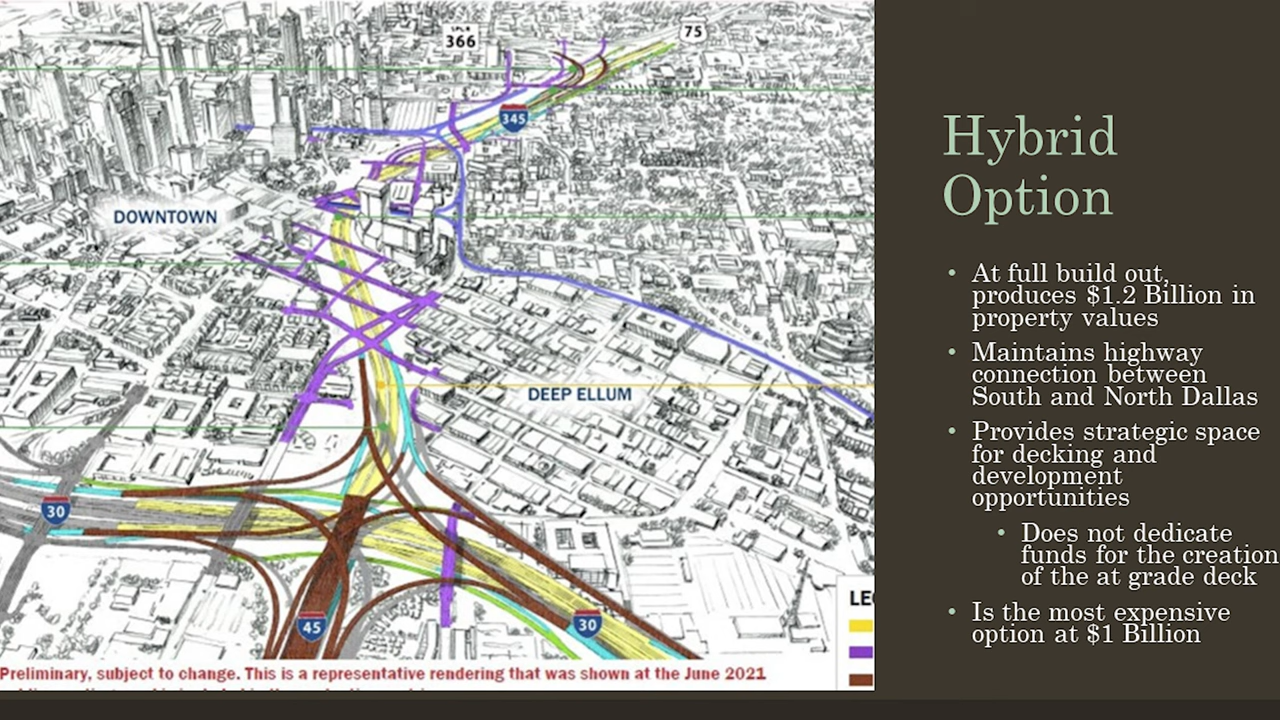 SPUR
366
75
345
DOWNTOWN
DEEP ELLUM
30
45
30
LE
Preliminary, subject to change. This is a representative rendering that was shown at the June 2021
Hybrid
Option
• At full build out,
produces $1.2 Billion in
property values
• Maintains highway
connection between
South and North Dallas
• Provides strategic space
for decking and
development
opportunities
• Does not dedicate
funds for the creation
of the at grade deck
• Is the most expensive
option at $1 Billion